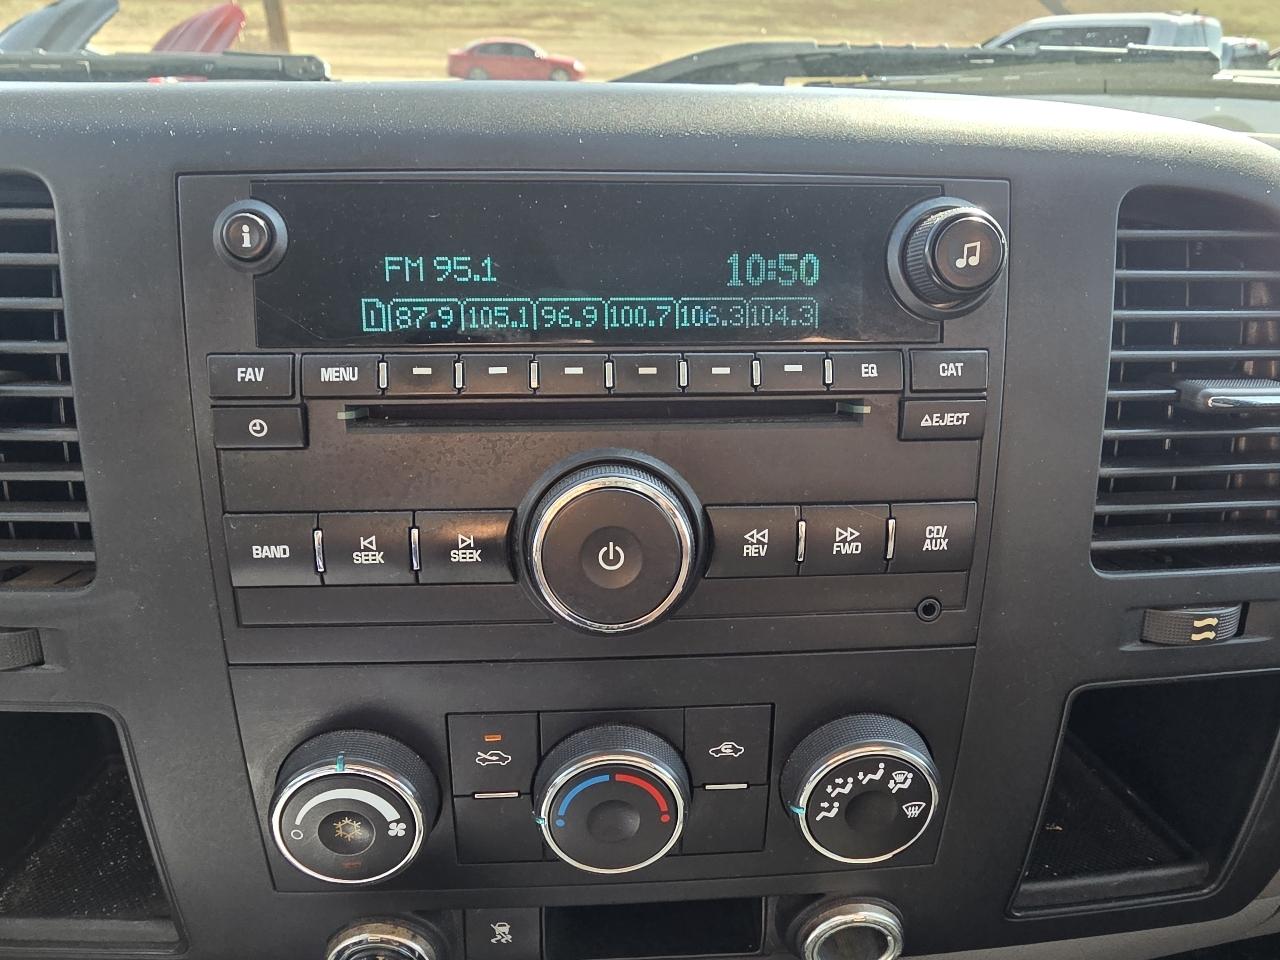 i
FM 95.1 10:50
1 87.9 105.1 96.9 100.7 106.3 104.3
FAV MENU EQ CAT
EJECT
BAND SEEK SEEK REV FWD CD/
AUX